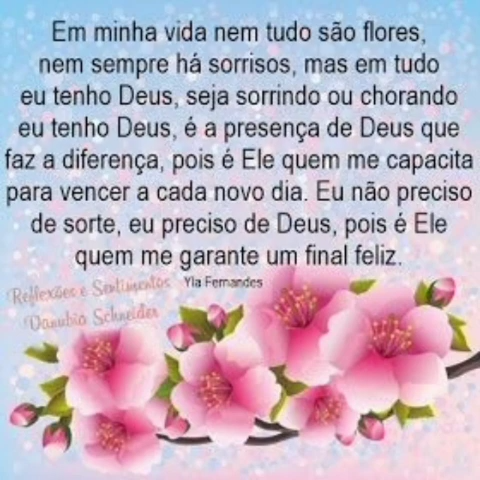 Em minha vida nem tudo são flores,
nem sempre há sorrisos, mas em tudo
eu tenho Deus, seja sorrindo ou chorando
eu tenho Deus, é a presença de Deus que
faz a diferença, pois é Ele quem me capacita
para vencer a cada novo dia. Eu não preciso
de sorte, eu preciso de Deus, pois é Ele
quem me garante um final feliz.
Yla Fernandes
Reflexões e Sentimentos
Danubia Schneider